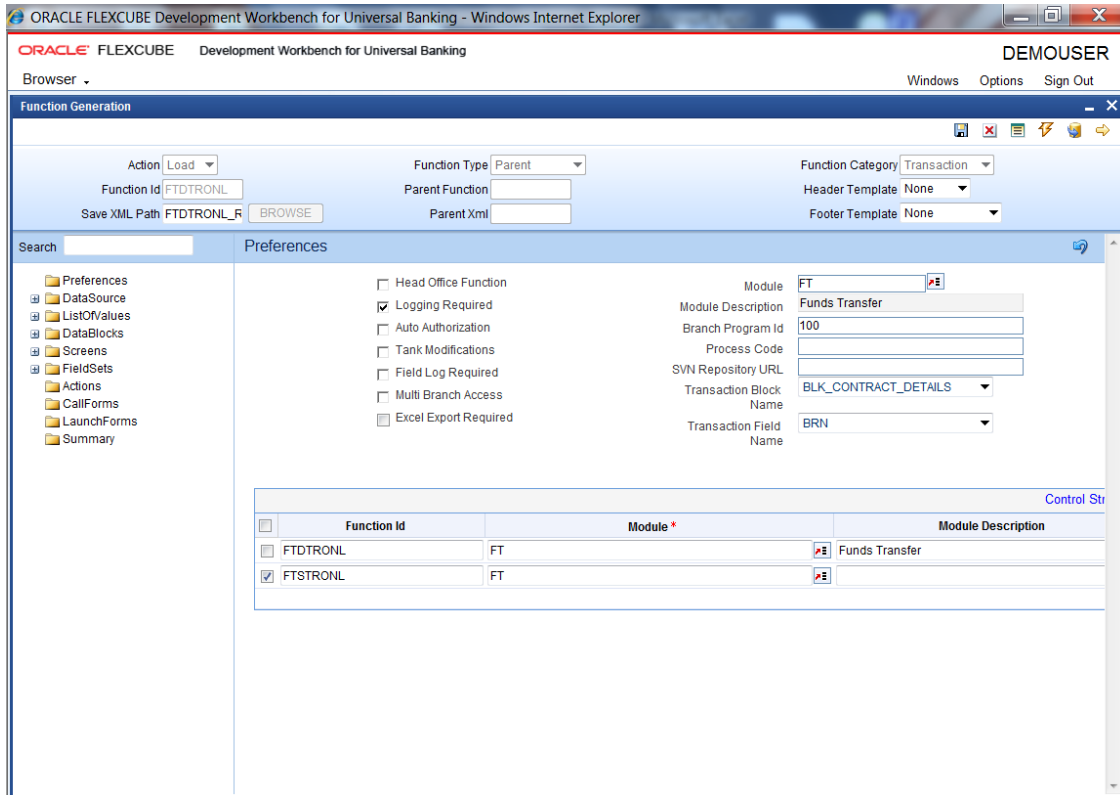 ORACLE FLEXCUBE Development Workbench for Universal Banking - Windows Internet Explorer
ORACLE FLEXCUBE Development Workbench for Universal Banking DEMOUSER
Browser Windows Options Sign Out
Function Generation
Action Load Function Type Parent Function Category Transaction
Function Id FTDTRONL Parent Function Header Template None
Save XML Path FTDTRONL_R BROWSE Parent Xml Footer Template None
Search Preferences
Preferences
DataSource
ListOfValues
DataBlocks
Screens
FieldSets
Actions
CallForms
LaunchForms
Summary
Head Office Function
Logging Required
Auto Authorization
Tank Modifications
Field Log Required
Multi Branch Access
Excel Export Required
Module FT
Module Description Funds Transfer
Branch Program Id 100
Process Code
SVN Repository URL
Transaction Block Name BLK_CONTRACT_DETAILS
Transaction Field Name BRN
Control Str
Function Id Module * Module Description
FTDTRONL FT Funds Transfer
FTSTRONL FT